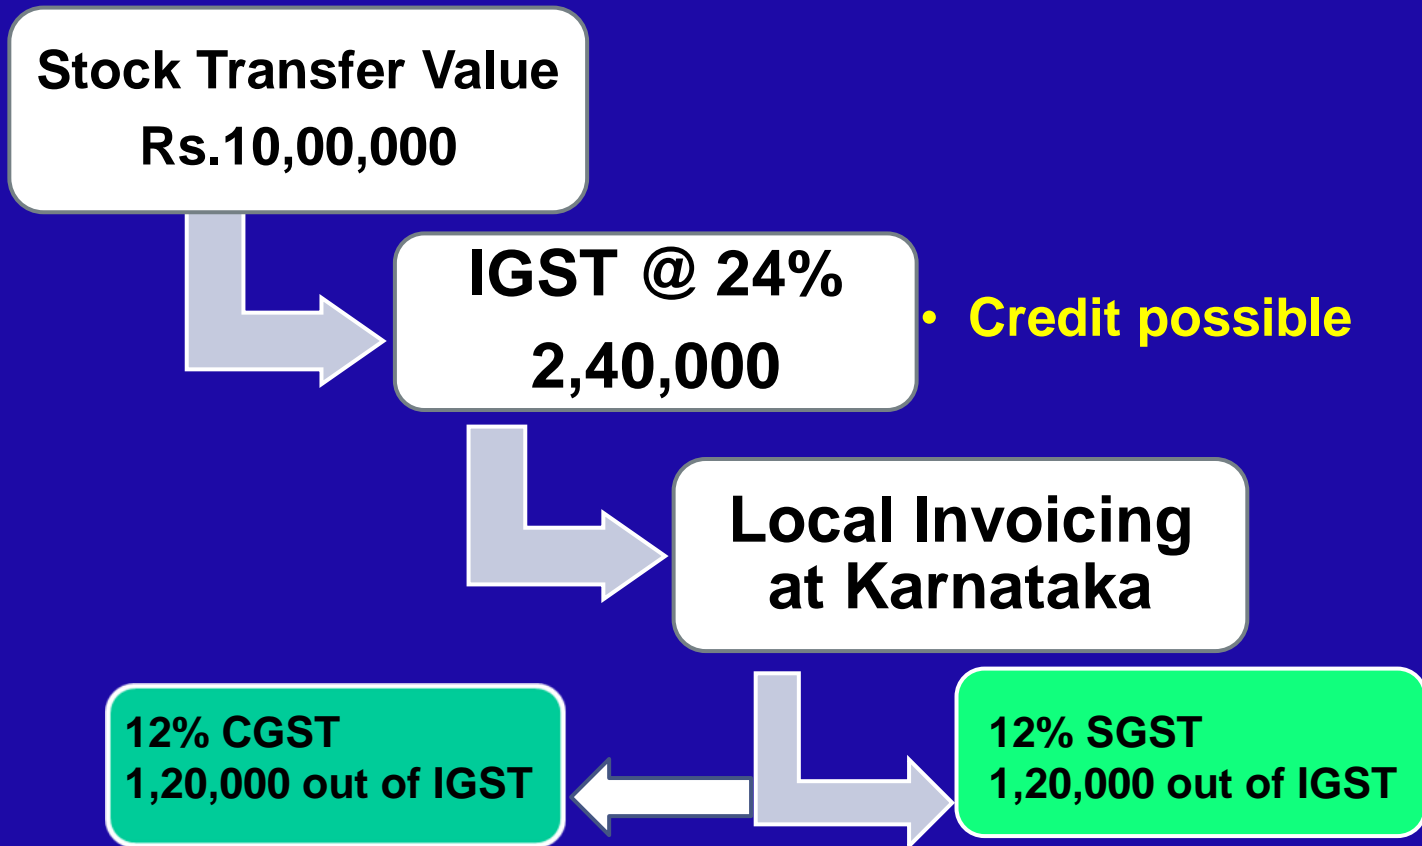 Stock Transfer Value
Rs.10,00,000
IGST @ 24%
2,40,000
• Credit possible
Local Invoicing
at Karnataka
12% CGST
1,20,000 out of IGST
12% SGST
1,20,000 out of IGST